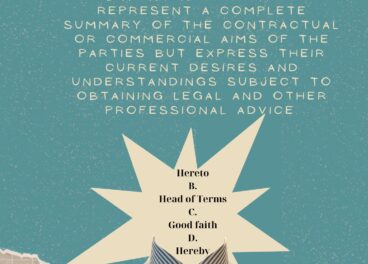 REPRESENT A COMPLETE
SUMMARY OF THE CONTRACTUAL
OR COMMERCIAL AIMS OF THE
PARTIES BUT EXPRESS THEIR
CURRENT DESIRES AND
UNDERSTANDINGS SUBJECT TO
OBTAINING LEGAL AND OTHER
PROFESSIONAL ADVICE
Hereto
B.
Head of Terms
C.
Good faith
D.
Hereby